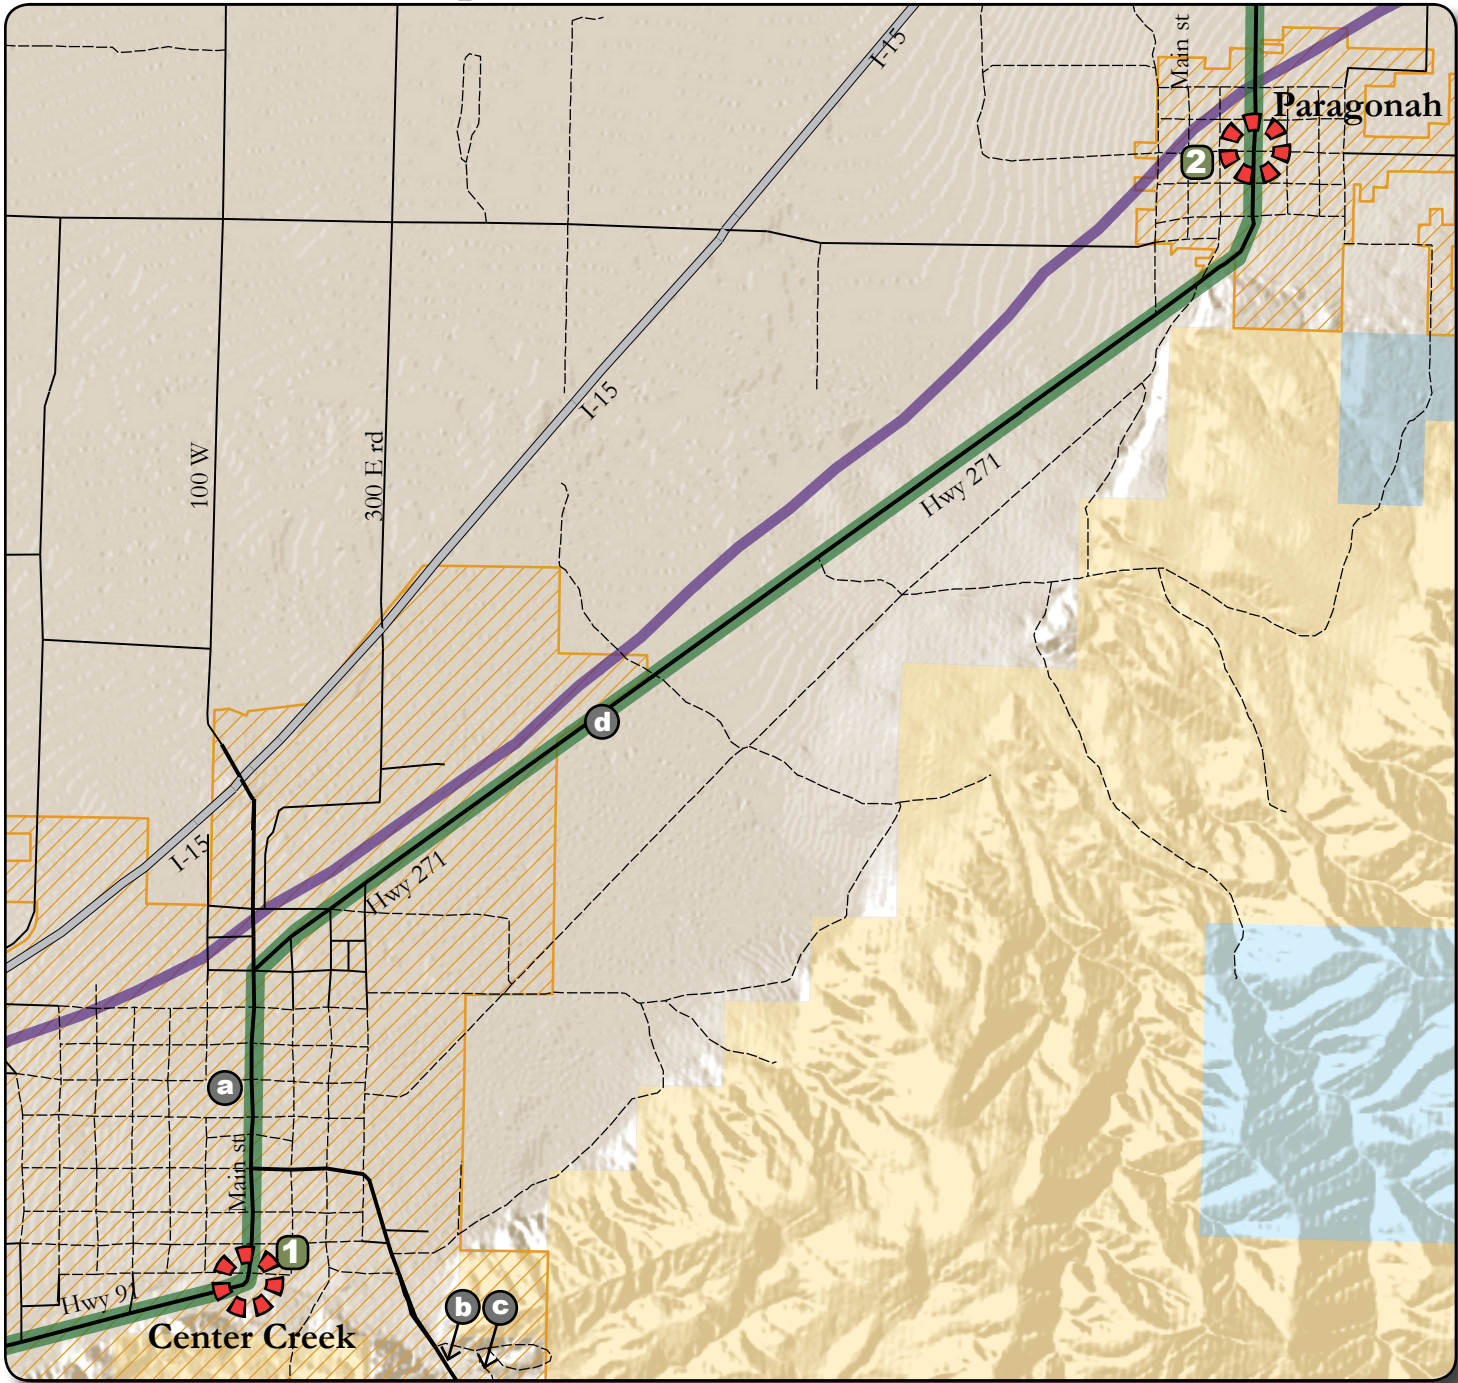 Main st
I-15
Paragonah
2
I-15
100 W
300 E rd
Hwy 271
d
I-15
Hwy 271
a
Main st
1
Hwy 91
b
c
Center Creek